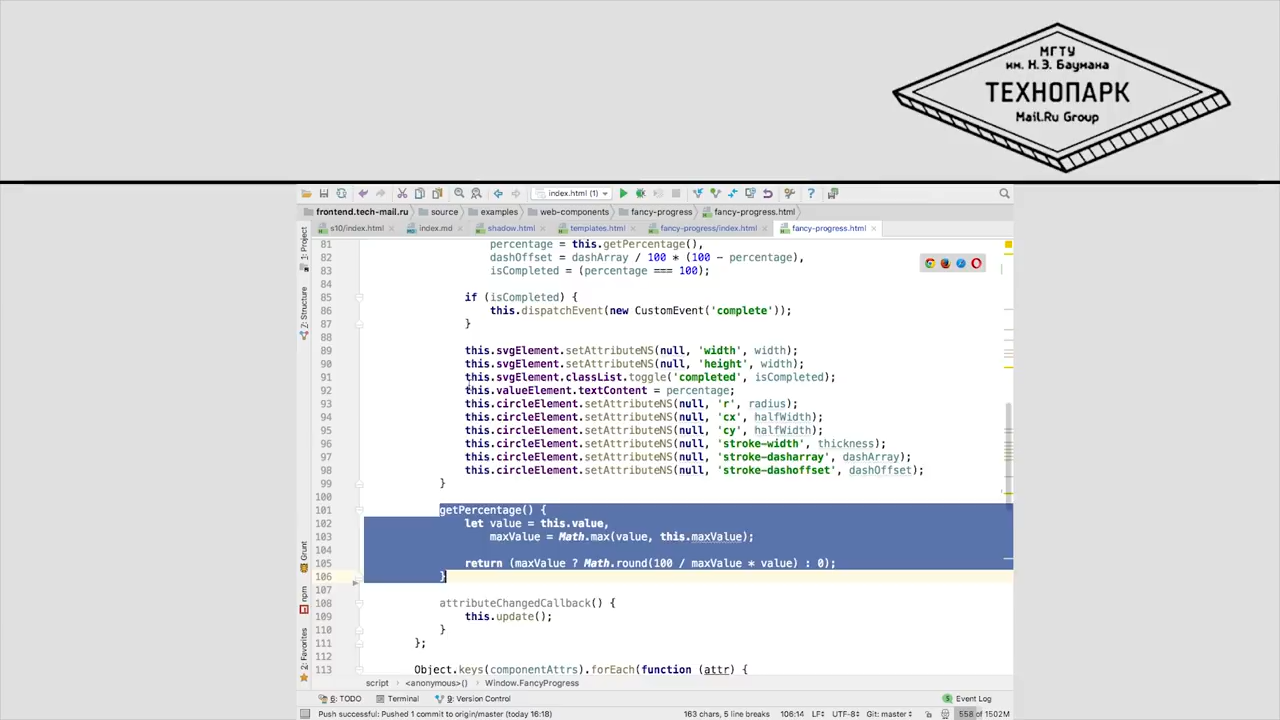 МГТУ
им. Н.Э. Баумана
ТЕХНОПАРК
Mail.Ru Group
index.html (1)
frontend.tech-mail.ru source examples web-components fancy-progress fancy-progress.html
s10/index.html index.md shadow.html templates.html fancy-progress/index.html fancy-progress.html
1: Project
7: Structure
Grunt
npm
2: Favorites
81 percentage = this.getPercentage(),
82 dashOffset = dashArray / 100 * (100 - percentage),
83 isCompleted = (percentage === 100);
84
85 if (isCompleted) {
86 this.dispatchEvent(new CustomEvent('complete'));
87 }
88
89 this.svgElement.setAttributeNS(null, 'width', width);
90 this.svgElement.setAttributeNS(null, 'height', width);
91 this.svgElement.classList.toggle('completed', isCompleted);
92 this.valueElement.textContent = percentage;
93 this.circleElement.setAttributeNS(null, 'r', radius);
94 this.circleElement.setAttributeNS(null, 'cx', halfWidth);
95 this.circleElement.setAttributeNS(null, 'cy', halfWidth);
96 this.circleElement.setAttributeNS(null, 'stroke-width', thickness);
97 this.circleElement.setAttributeNS(null, 'stroke-dasharray', dashArray);
98 this.circleElement.setAttributeNS(null, 'stroke-dashoffset', dashOffset);
99 }
100
101 getPercentage() {
102 let value = this.value,
103 maxValue = Math.max(value, this.maxValue);
104
105 return (maxValue ? Math.round(100 / maxValue * value) : 0);
106 }
107
108 attributeChangedCallback() {
109 this.update();
110 }
111 };
112
113 Object.keys(componentAttrs).forEach(function (attr) {
script <anonymous>() Window.FancyProgress
6: TODO Terminal 9: Version Control 5 Event Log
Push successful: Pushed 1 commit to origin/master (today 16:18) 163 chars, 5 line breaks 106:14 LF UTF-8 Git: master 558 of 1502M